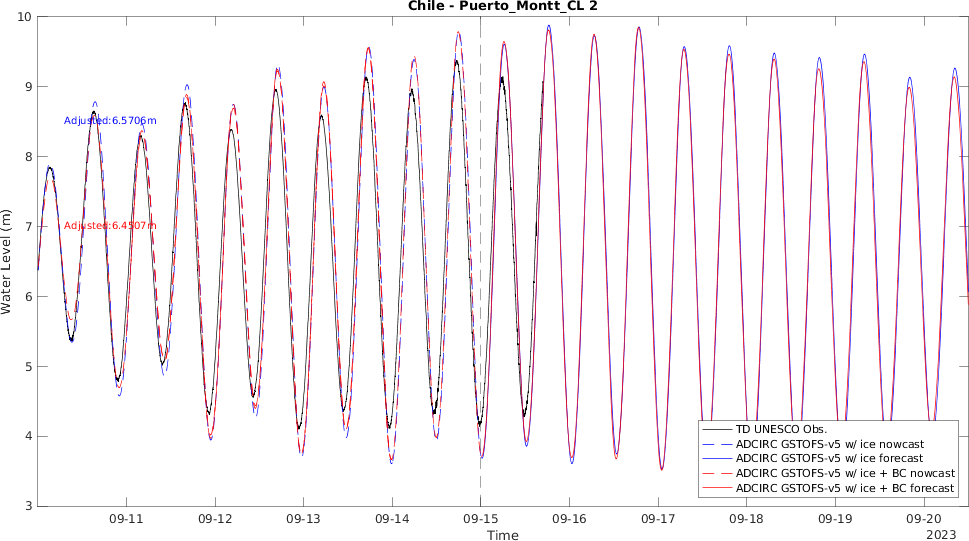 Chile - Puerto_Montt_CL 2
10
9
8
7
6
5
4
3
Water Level (m)
Adjusted:6.5706m
Adjusted:6.4507m
TD UNESCO Obs.
ADCIRC GSTOFS-v5 w/ ice nowcast
ADCIRC GSTOFS-v5 w/ ice forecast
ADCIRC GSTOFS-v5 w/ ice + BC nowcast
ADCIRC GSTOFS-v5 w/ ice + BC forecast
09-11 09-12 09-13 09-14 09-15 09-16 09-17 09-18 09-19 09-20
Time
2023